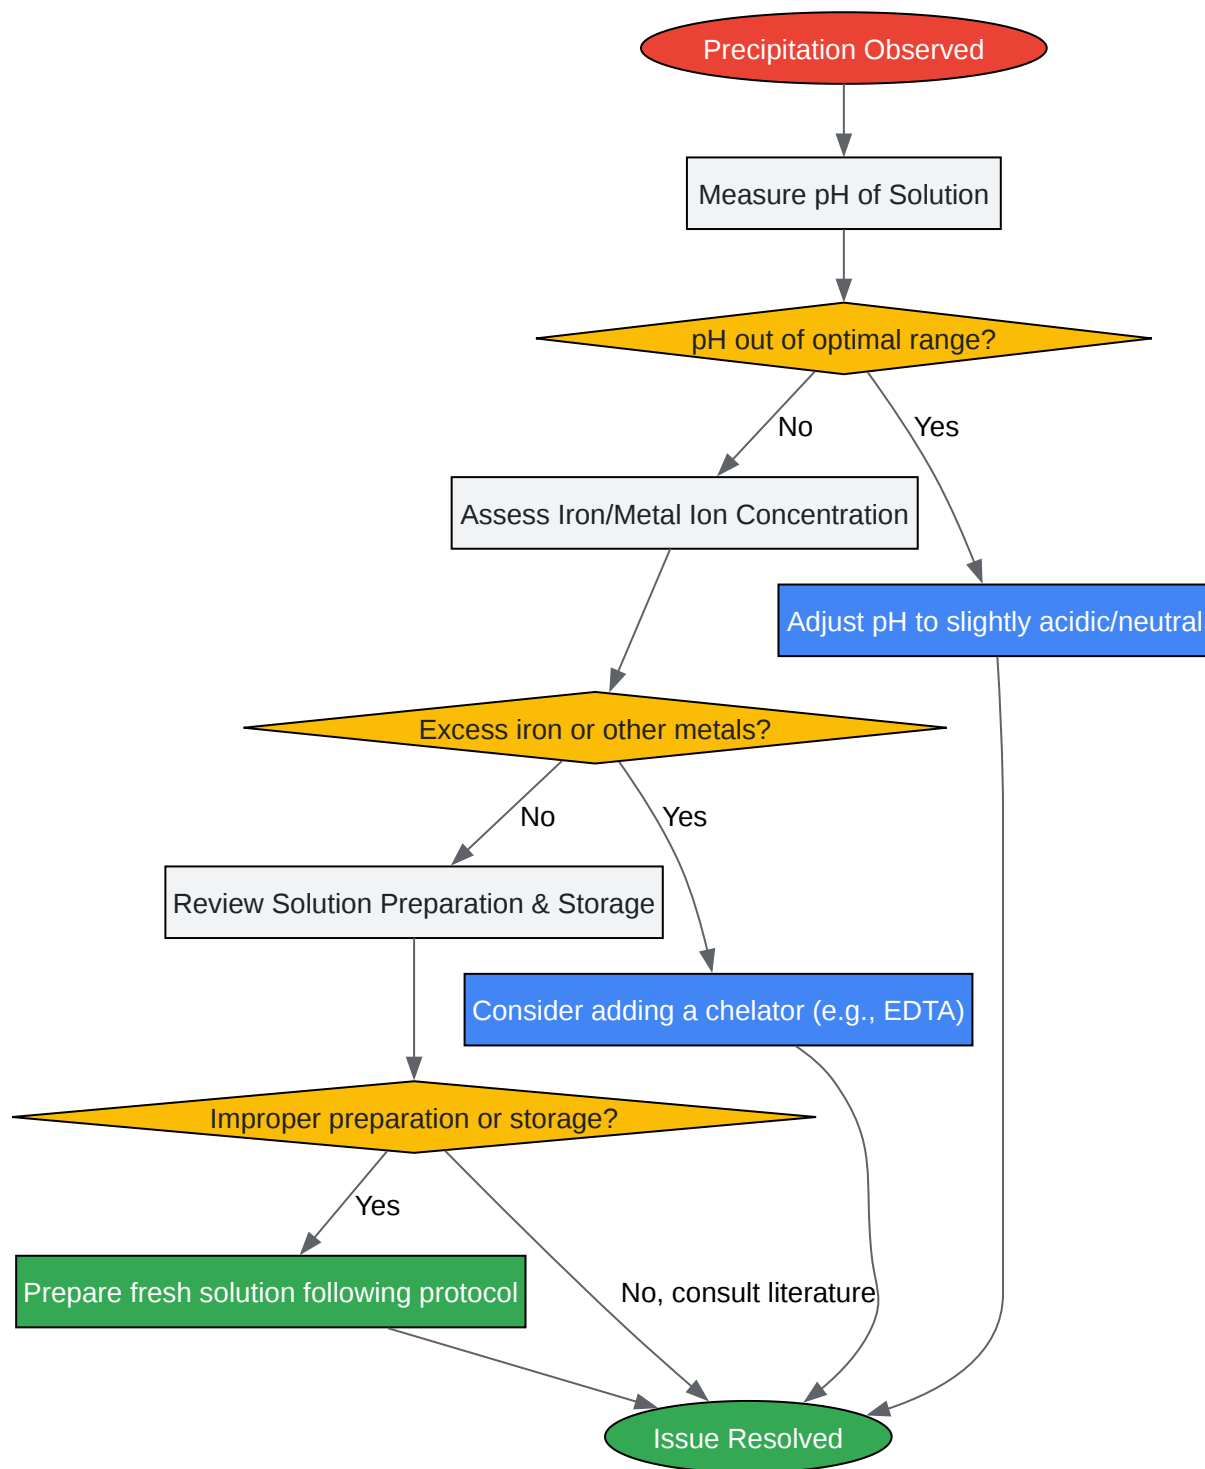 Precipitation Observed
Measure pH of Solution
pH out of optimal range?
No
Yes
Assess Iron/Metal Ion Concentration
Adjust pH to slightly acidic/neutral
Excess iron or other metals?
No
Yes
Review Solution Preparation & Storage
Consider adding a chelator (e.g., EDTA)
Improper preparation or storage?
Yes
Prepare fresh solution following protocol
No, consult literature
Issue Resolved